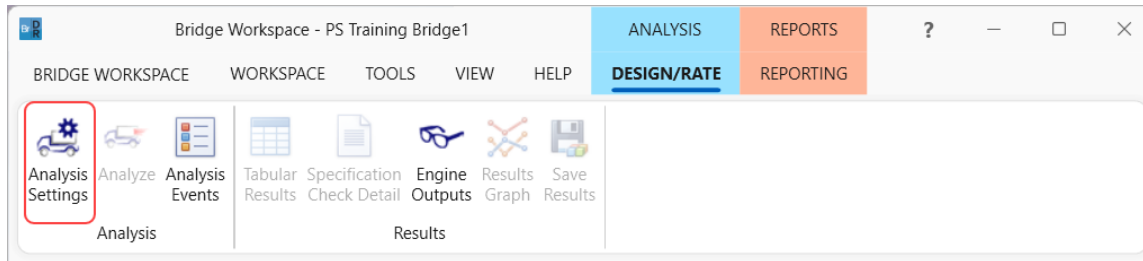 BrDR Bridge Workspace - PS Training Bridge1 ANALYSIS REPORTS ?
BRIDGE WORKSPACE WORKSPACE TOOLS VIEW HELP DESIGN/RATE REPORTING
Analysis Settings
Analyze
Analysis Events
Tabular Results
Specification Check Detail
Engine Outputs
Results Graph
Save Results
Analysis
Results